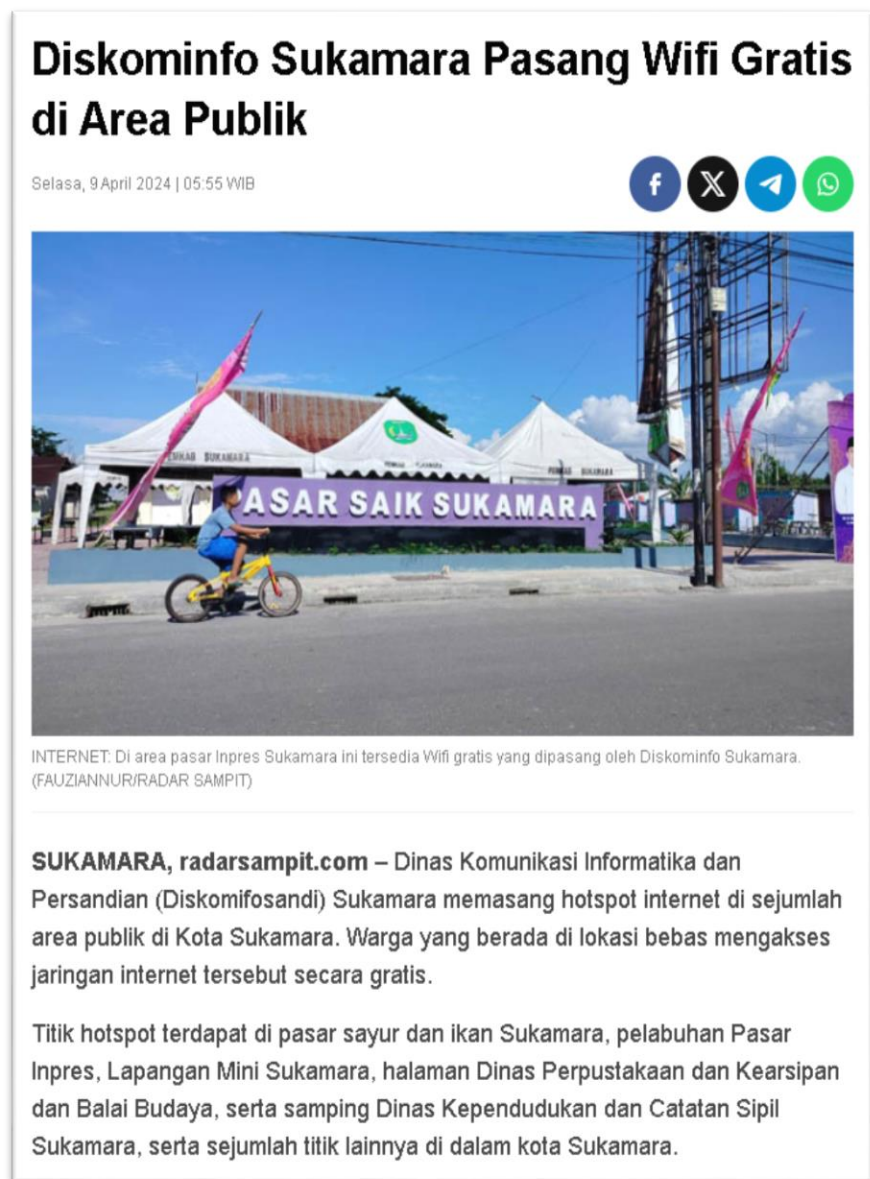 Diskominfo Sukamara Pasang Wifi Gratis
di Area Publik
Selasa, 9 April 2024 | 05:55 WIB
PEMKAB SUKAMARA
PEMKAB SUKAMARA
PASAR SAIK SUKAMARA
INTERNET: Di area pasar Inpres Sukamara ini tersedia Wifi gratis yang dipasang oleh Diskominfo Sukamara.
(FAUZIANNUR/RADAR SAMPIT)
SUKAMARA, radarsampit.com – Dinas Komunikasi Informatika dan
Persandian (Diskomifosandi) Sukamara memasang hotspot internet di sejumlah
area publik di Kota Sukamara. Warga yang berada di lokasi bebas mengakses
jaringan internet tersebut secara gratis.
Titik hotspot terdapat di pasar sayur dan ikan Sukamara, pelabuhan Pasar
Inpres, Lapangan Mini Sukamara, halaman Dinas Perpustakaan dan Kearsipan
dan Balai Budaya, serta samping Dinas Kependudukan dan Catatan Sipil
Sukamara, serta sejumlah titik lainnya di dalam kota Sukamara.